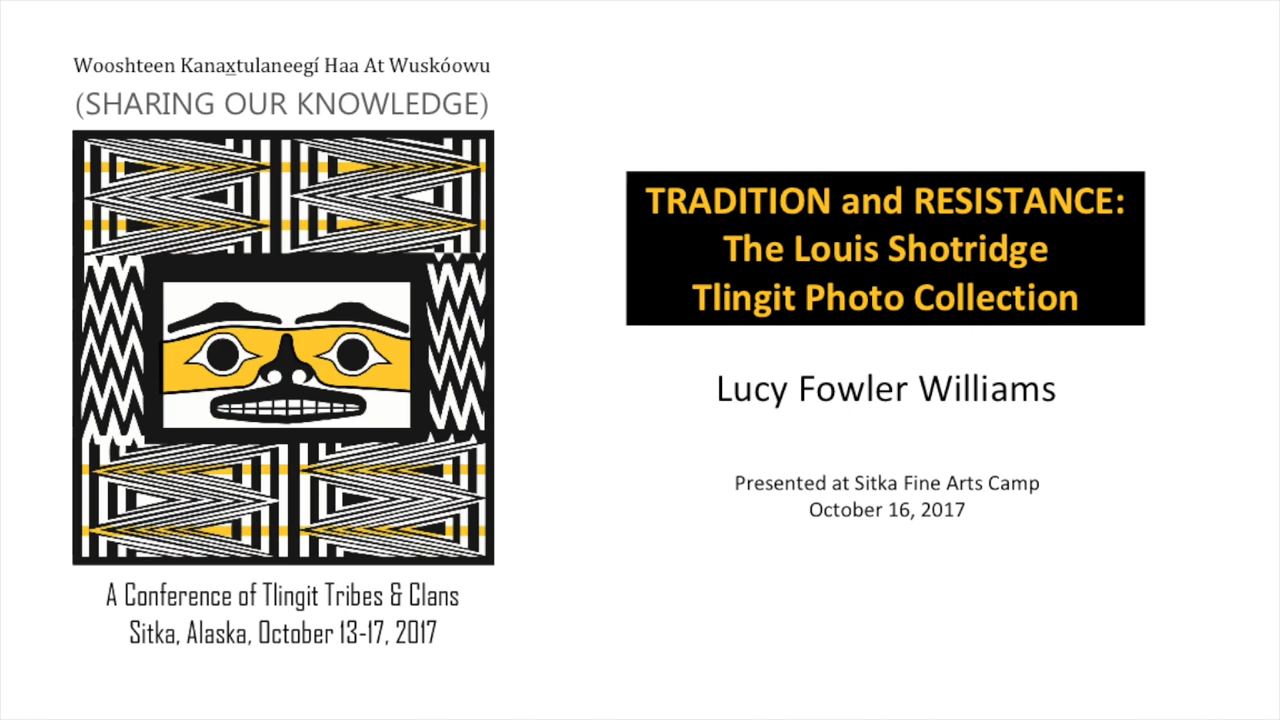 Wooshteen Kanax̲tulaneegí Haa At Wuskóowu
(SHARING OUR KNOWLEDGE)
A Conference of Tlingit Tribes & Clans
Sitka, Alaska, October 13-17, 2017
TRADITION and RESISTANCE:
The Louis Shotridge
Tlingit Photo Collection
Lucy Fowler Williams
Presented at Sitka Fine Arts Camp
October 16, 2017